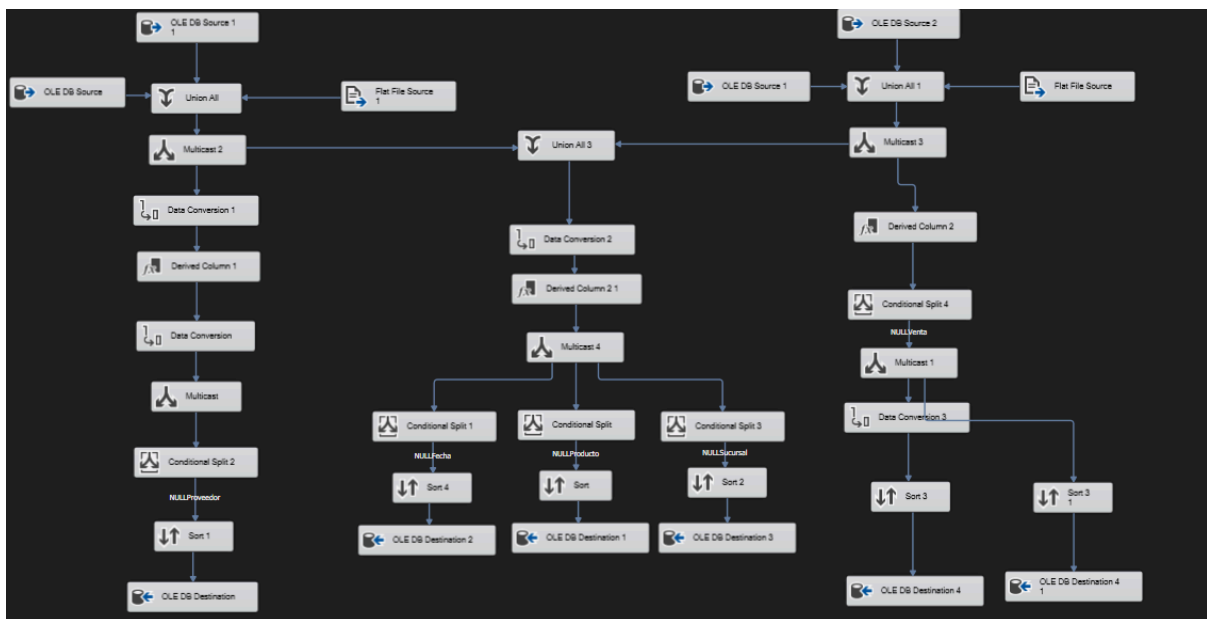 OLE DB Source 1
1
OLE DB Source 2
OLE DB Source
Union All
Flat File Source
1
OLE DB Source 1
Union All 1
Flat File Source
Multicast 2
Union All 3
Multicast 3
Data Conversion 1
Data Conversion 2
Derived Column 2
Derived Column 1
Derived Column 2 1
Conditional Split 4
NULLVenta
Data Conversion
Multicast 4
Multicast 1
Multicast
Conditional Split 1
Conditional Split
Conditional Split 3
Data Conversion 3
NULLFecha
NULLProducto
NULLSucursal
Conditional Split 2
NULLProveedor
Sort 4
Sort
Sort 2
Sort 3
Sort 3
1
Sort 1
OLE DB Destination 2
OLE DB Destination 1
OLE DB Destination 3
OLE DB Destination
OLE DB Destination 4
OLE DB Destination 4
1